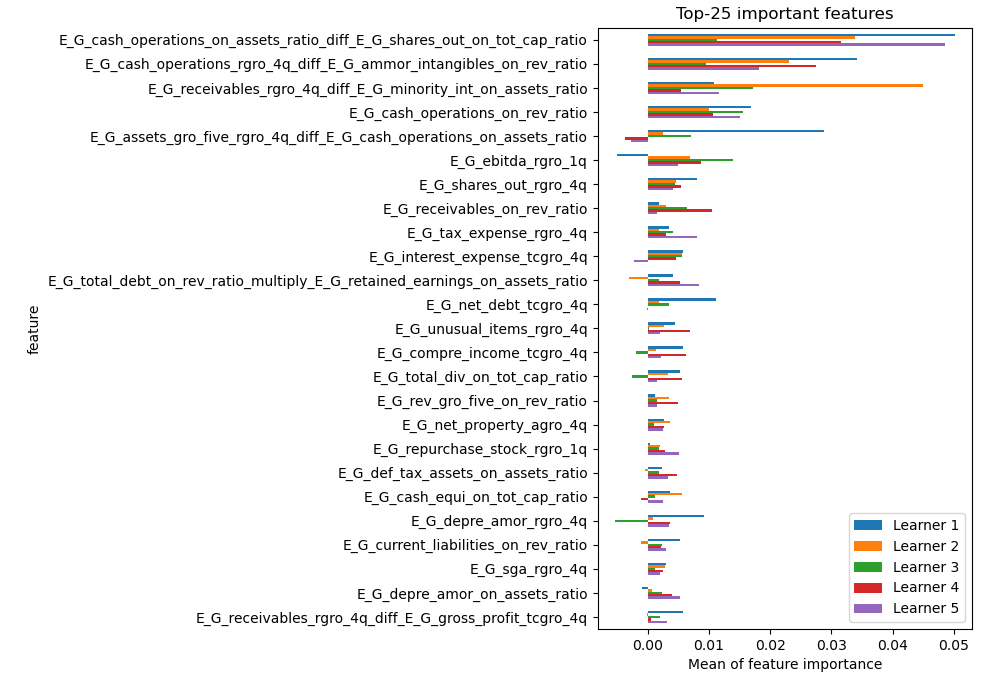 Top-25 important features
E_G_cash_operations_on_assets_ratio_diff_E_G_shares_out_on_tot_cap_ratio
E_G_cash_operations_rgro_4q_diff_E_G_ammor_intangibles_on_rev_ratio
E_G_receivables_rgro_4q_diff_E_G_minority_int_on_assets_ratio
E_G_cash_operations_on_rev_ratio
E_G_assets_gro_five_rgro_4q_diff_E_G_cash_operations_on_assets_ratio
E_G_ebitda_rgro_1q
E_G_shares_out_rgro_4q
E_G_receivables_on_rev_ratio
E_G_tax_expense_rgro_4q
E_G_interest_expense_tcgro_4q
E_G_total_debt_on_rev_ratio_multiply_E_G_retained_earnings_on_assets_ratio
E_G_net_debt_tcgro_4q
E_G_unusual_items_rgro_4q
E_G_compre_income_tcgro_4q
E_G_total_div_on_tot_cap_ratio
E_G_rev_gro_five_on_rev_ratio
E_G_net_property_agro_4q
E_G_repurchase_stock_rgro_1q
E_G_def_tax_assets_on_assets_ratio
E_G_cash_equi_on_tot_cap_ratio
E_G_depre_amor_rgro_4q
E_G_current_liabilities_on_rev_ratio
E_G_sga_rgro_4q
E_G_depre_amor_on_assets_ratio
E_G_receivables_rgro_4q_diff_E_G_gross_profit_tcgro_4q
feature
Learner 1
Learner 2
Learner 3
Learner 4
Learner 5
0.00 0.01 0.02 0.03 0.04 0.05
Mean of feature importance